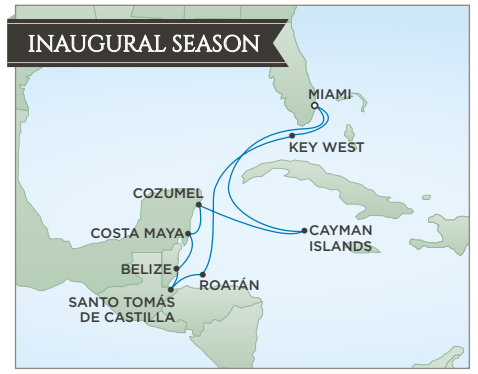 INAUGURAL SEASON
MIAMI
KEY WEST
COZUMEL
COSTA MAYA
CAYMAN
ISLANDS
BELIZE
ROATÁN
SANTO TOMÁS
DE CASTILLA